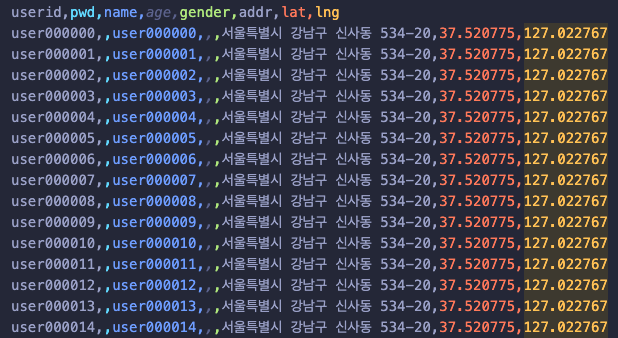 userid,pwd,name,age,gender,addr,lat,lng
user000000,,user000000,,,서울특별시 강남구 신사동 534-20,37.520775,127.022767
user000001,,user000001,,,서울특별시 강남구 신사동 534-20,37.520775,127.022767
user000002,,user000002,,,서울특별시 강남구 신사동 534-20,37.520775,127.022767
user000003,,user000003,,,서울특별시 강남구 신사동 534-20,37.520775,127.022767
user000004,,user000004,,,서울특별시 강남구 신사동 534-20,37.520775,127.022767
user000005,,user000005,,,서울특별시 강남구 신사동 534-20,37.520775,127.022767
user000006,,user000006,,,서울특별시 강남구 신사동 534-20,37.520775,127.022767
user000007,,user000007,,,서울특별시 강남구 신사동 534-20,37.520775,127.022767
user000008,,user000008,,,서울특별시 강남구 신사동 534-20,37.520775,127.022767
user000009,,user000009,,,서울특별시 강남구 신사동 534-20,37.520775,127.022767
user000010,,user000010,,,서울특별시 강남구 신사동 534-20,37.520775,127.022767
user000011,,user000011,,,서울특별시 강남구 신사동 534-20,37.520775,127.022767
user000012,,user000012,,,서울특별시 강남구 신사동 534-20,37.520775,127.022767
user000013,,user000013,,,서울특별시 강남구 신사동 534-20,37.520775,127.022767
user000014,,user000014,,,서울특별시 강남구 신사동 534-20,37.520775,127.022767